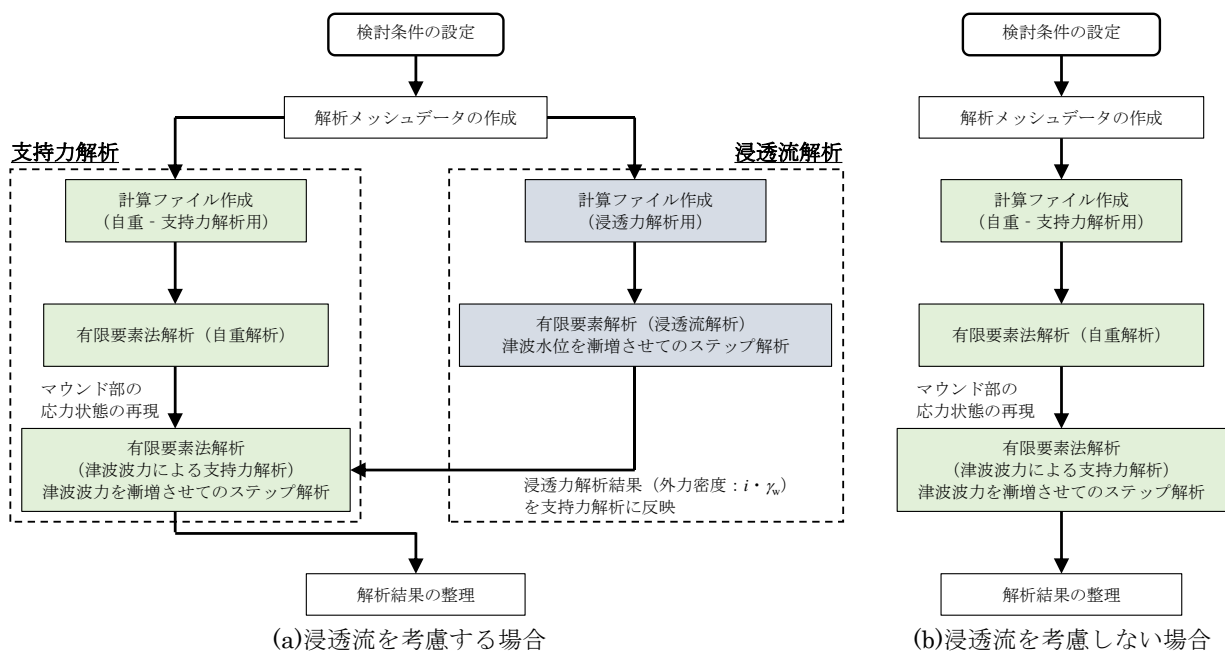 検討条件の設定
解析メッシュデータの作成
支持力解析
浸透流解析
計算ファイル作成
(自重 - 支持力解析用)
計算ファイル作成
(浸透力解析用)
有限要素法解析（自重解析）
有限要素解析（浸透流解析）
津波水位を漸増させてのステップ解析
マウンド部の
応力状態の再現
有限要素法解析
(津波波力による支持力解析)
津波波力を漸増させてのステップ解析
浸透力解析結果（外力密度：i・γw）
を支持力解析に反映
解析結果の整理
(a)浸透流を考慮する場合
検討条件の設定
解析メッシュデータの作成
計算ファイル作成
(自重 - 支持力解析用)
有限要素法解析（自重解析）
マウンド部の
応力状態の再現
有限要素法解析
(津波波力による支持力解析)
津波波力を漸増させてのステップ解析
解析結果の整理
(b)浸透流を考慮しない場合